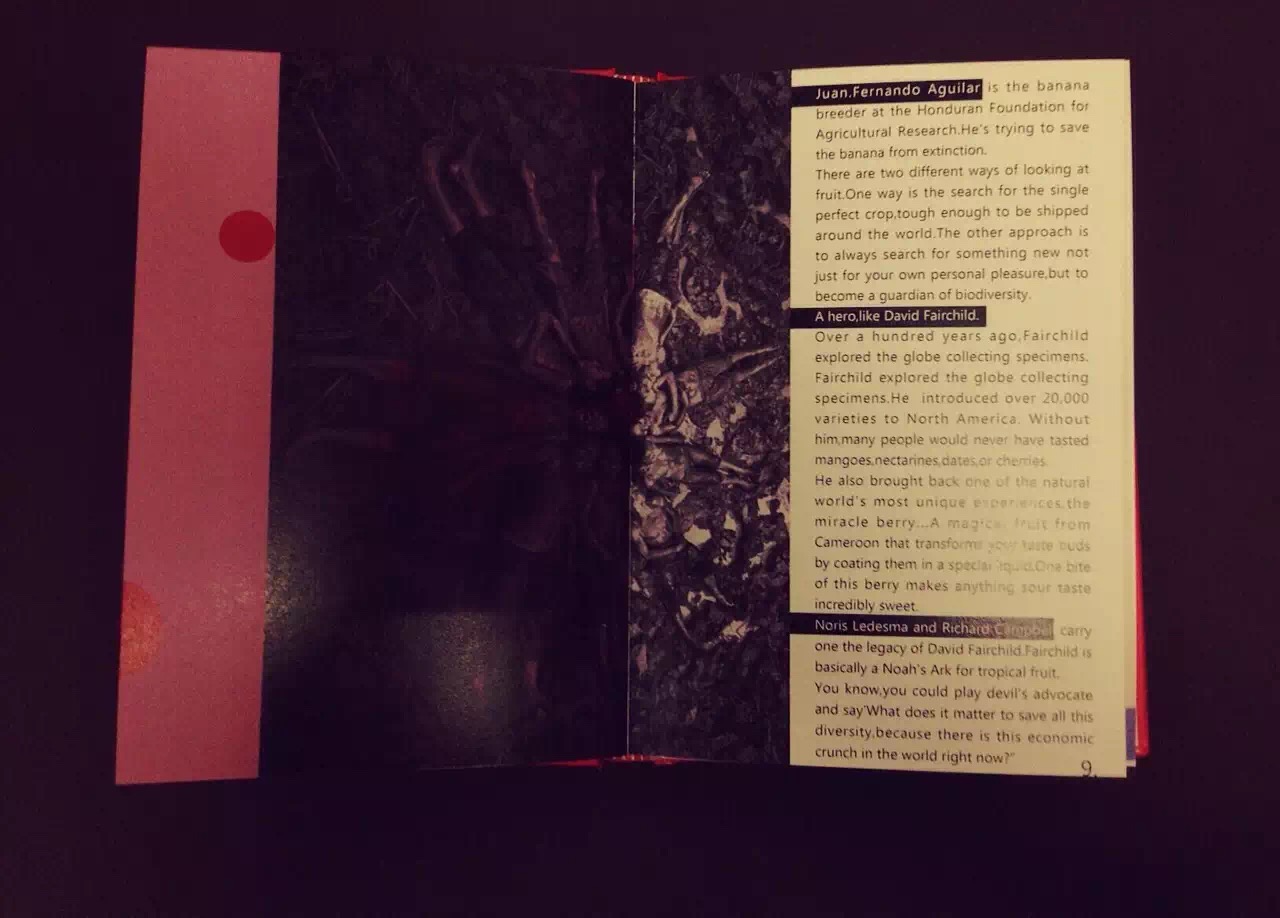 Juan.Fernando Aguilar is the banana
breeder at the Honduran Foundation for
Agricultural Research.He's trying to save
the banana from extinction.
There are two different ways of looking at
fruit.One way is the search for the single
perfect crop,tough enough to be shipped
around the world.The other approach is
to always search for something new not
just for your own personal pleasure,but to
become a guardian of biodiversity.
A hero,like David Fairchild.
Over a hundred years ago,Fairchild
explored the globe collecting specimens.
Fairchild explored the globe collecting
specimens.He introduced over 20,000
varieties to North America. Without
him,many people would never have tasted
mangoes,nectarines,dates,or cherries.
He also brought back one of the natural
world's most unique experiences,the
miracle berry...A magical fruit from
Cameroon that transforms your taste buds
by coating them in a special liquid.One bite
of this berry makes anything sour taste
incredibly sweet.
Noris Ledesma and Richard Campbell carry
one the legacy of David Fairchild.Fairchild is
basically a Noah's Ark for tropical fruit.
You know,you could play devil's advocate
and say'What does it matter to save all this
diversity,because there is this economic
crunch in the world right now?"
9.